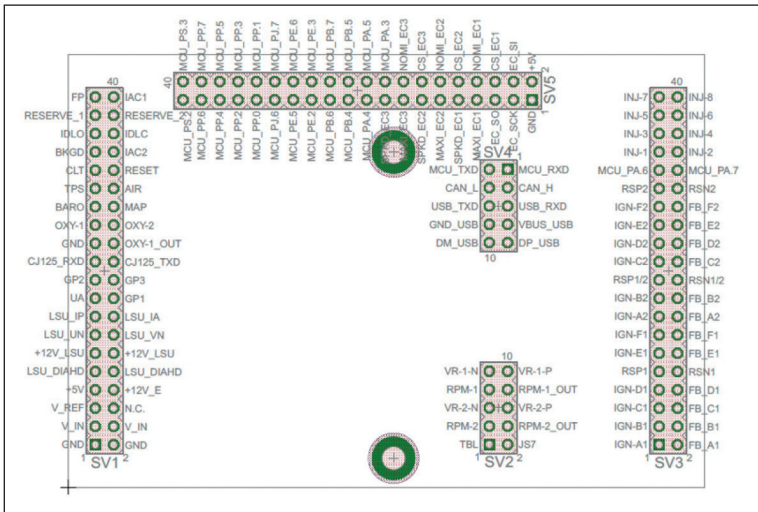 MCU_PS.3
MCU_PP.7
MCU_PP.5
MCU_PP.3
MCU_PP.1
MCU_PJ.7
MCU_PE.6
MCU_PE.3
MCU_PB.7
MCU_PB.5
MCU_PA.5
MCU_PA.3
NOMI_EC3
CS_EC3
NOMI_EC2
CS_EC2
NOMI_EC1
CS_EC1
EC_SI
+5V
40
2
1
SV5
MCU_PS.2
MCU_PP.6
MCU_PP.4
MCU_PP.2
MCU_PP.0
MCU_PJ.6
MCU_PE.5
MCU_PE.2
MCU_PB.6
MCU_PB.4
MCU_PA.4
SPKD_EC2
MAXI_EC2
SPKD_EC1
MAXI_EC1
EC_SO
EC_SCK
GND
40
FP IAC1
RESERVE_1 RESERVE_2
IDLO IDLC
BKGD IAC2
CLT RESET
TPS AIR
BARO MAP
OXY-1 OXY-2
GND OXY-1_OUT
CJ125_RXD CJ125_TXD
GP2 GP3
UA GP1
LSU_IP LSU_IA
LSU_UN LSU_VN
+12V_LSU +12V_LSU
LSU_DIAHD LSU_DIAHD
+5V +12V_E
V_REF N.C.
V_IN V_IN
GND GND
1 2
SV1
SV4
1
MCU_TXD MCU_RXD
CAN_L CAN_H
USB_TXD USB_RXD
GND_USB VBUS_USB
DM_USB DP_USB
10
10
VR-1-N VR-1-P
RPM-1 RPM-1_OUT
VR-2-N VR-2-P
RPM-2 RPM-2_OUT
TBL JS7
1 2
SV2
40
INJ-7 INJ-8
INJ-5 INJ-6
INJ-3 INJ-4
INJ-1 INJ-2
MCU_PA.6 MCU_PA.7
RSP2 RSN2
IGN-F2 FB_F2
IGN-E2 FB_E2
IGN-D2 FB_D2
IGN-C2 FB_C2
RSP1/2 RSN1/2
IGN-B2 FB_B2
IGN-A2 FB_A2
IGN-F1 FB_F1
IGN-E1 FB_E1
RSP1 RSN1
IGN-D1 FB_D1
IGN-C1 FB_C1
IGN-B1 FB_B1
IGN-A1 FB_A1
1 2
SV3